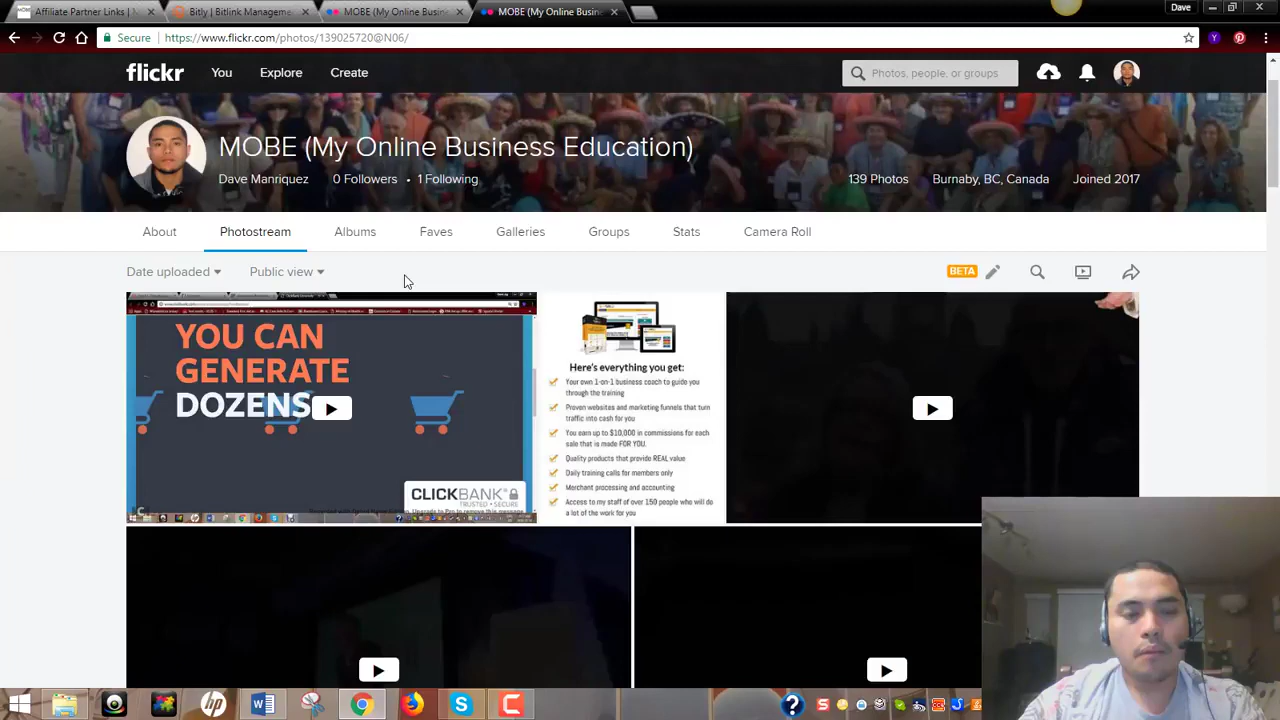 Affiliate Partner Links | N
Bitly | Bitlink Manageme
MOBE (My Online Busine
MOBE (My Online Busine
Dave
Secure
https://www.flickr.com/photos/139025720@N06/
flickr
You
Explore
Create
Photos, people, or groups
MOBE (My Online Business Education)
Dave Manriquez 0 Followers • 1 Following
139 Photos
Burnaby, BC, Canada
Joined 2017
About
Photostream
Albums
Faves
Galleries
Groups
Stats
Camera Roll
Date uploaded
Public view
BETA
YOU CAN
GENERATE
DOZENS
CLICKBANK
TRUSTED • SECURE
Here's everything you get:
Your own 1-on-1 business coach to guide you
through the training
Proven websites and marketing funnels that turn
traffic into cash for you
You earn up to $10,000 in commissions for each
sale that is made FOR YOU.
Quality products that provide REAL value
Daily training calls for members only
Merchant processing and accounting
Access to my staff of over 150 people who will do
a lot of the work for you